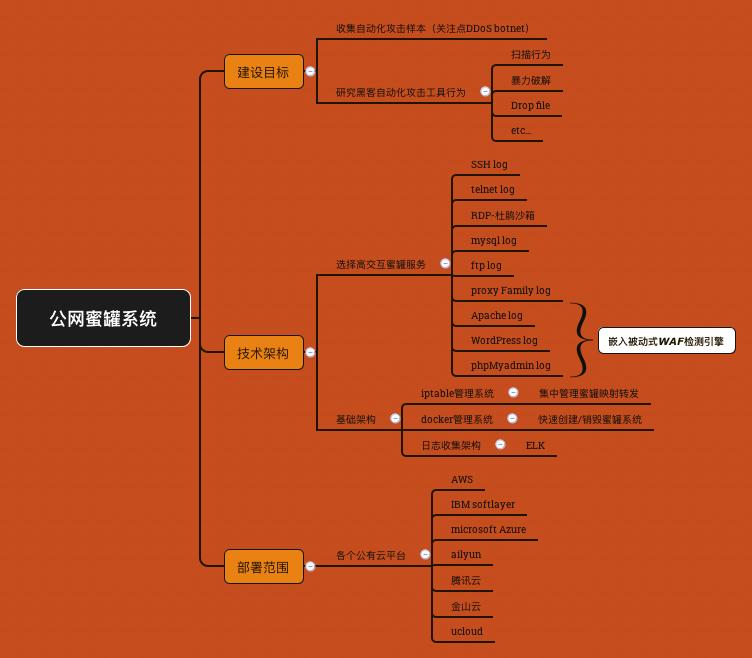 公网蜜罐系统
建设目标
收集自动化攻击样本（关注点DDoS botnet）
研究黑客自动化攻击工具行为
扫描行为
暴力破解
Drop file
etc...
技术架构
选择高交互蜜罐服务
SSH log
telnet log
RDP-杜鹃沙箱
mysql log
ftp log
proxy Family log
Apache log
WordPress log
phpMyadmin log
嵌入被动式WAF检测引擎
基础架构
iptable管理系统
集中管理蜜罐映射转发
docker管理系统
快速创建/销毁蜜罐系统
日志收集架构
ELK
部署范围
各个公有云平台
AWS
IBM softlayer
microsoft Azure
ailyun
腾讯云
金山云
ucloud